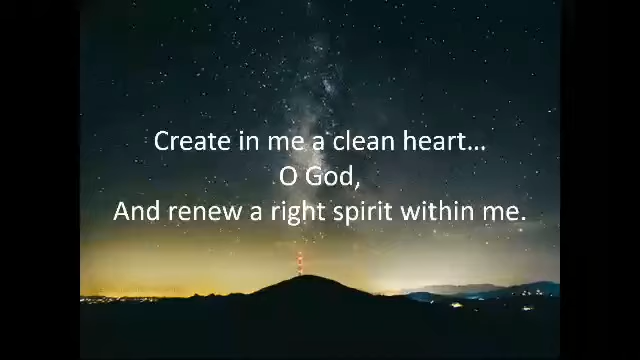 Create in me a clean heart…
O God,
And renew a right spirit within me.